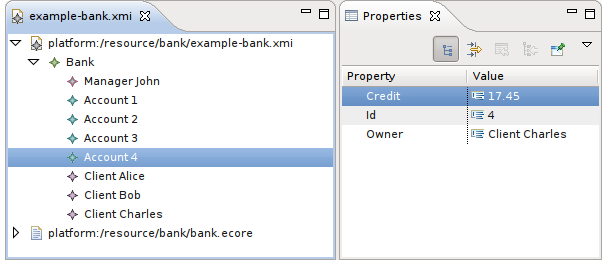 example-bank.xmi
platform:/resource/bank/example-bank.xmi
Bank
Manager John
Account 1
Account 2
Account 3
Account 4
Client Alice
Client Bob
Client Charles
platform:/resource/bank/bank.ecore
Properties
Property Value
Credit 17.45
Id 4
Owner Client Charles